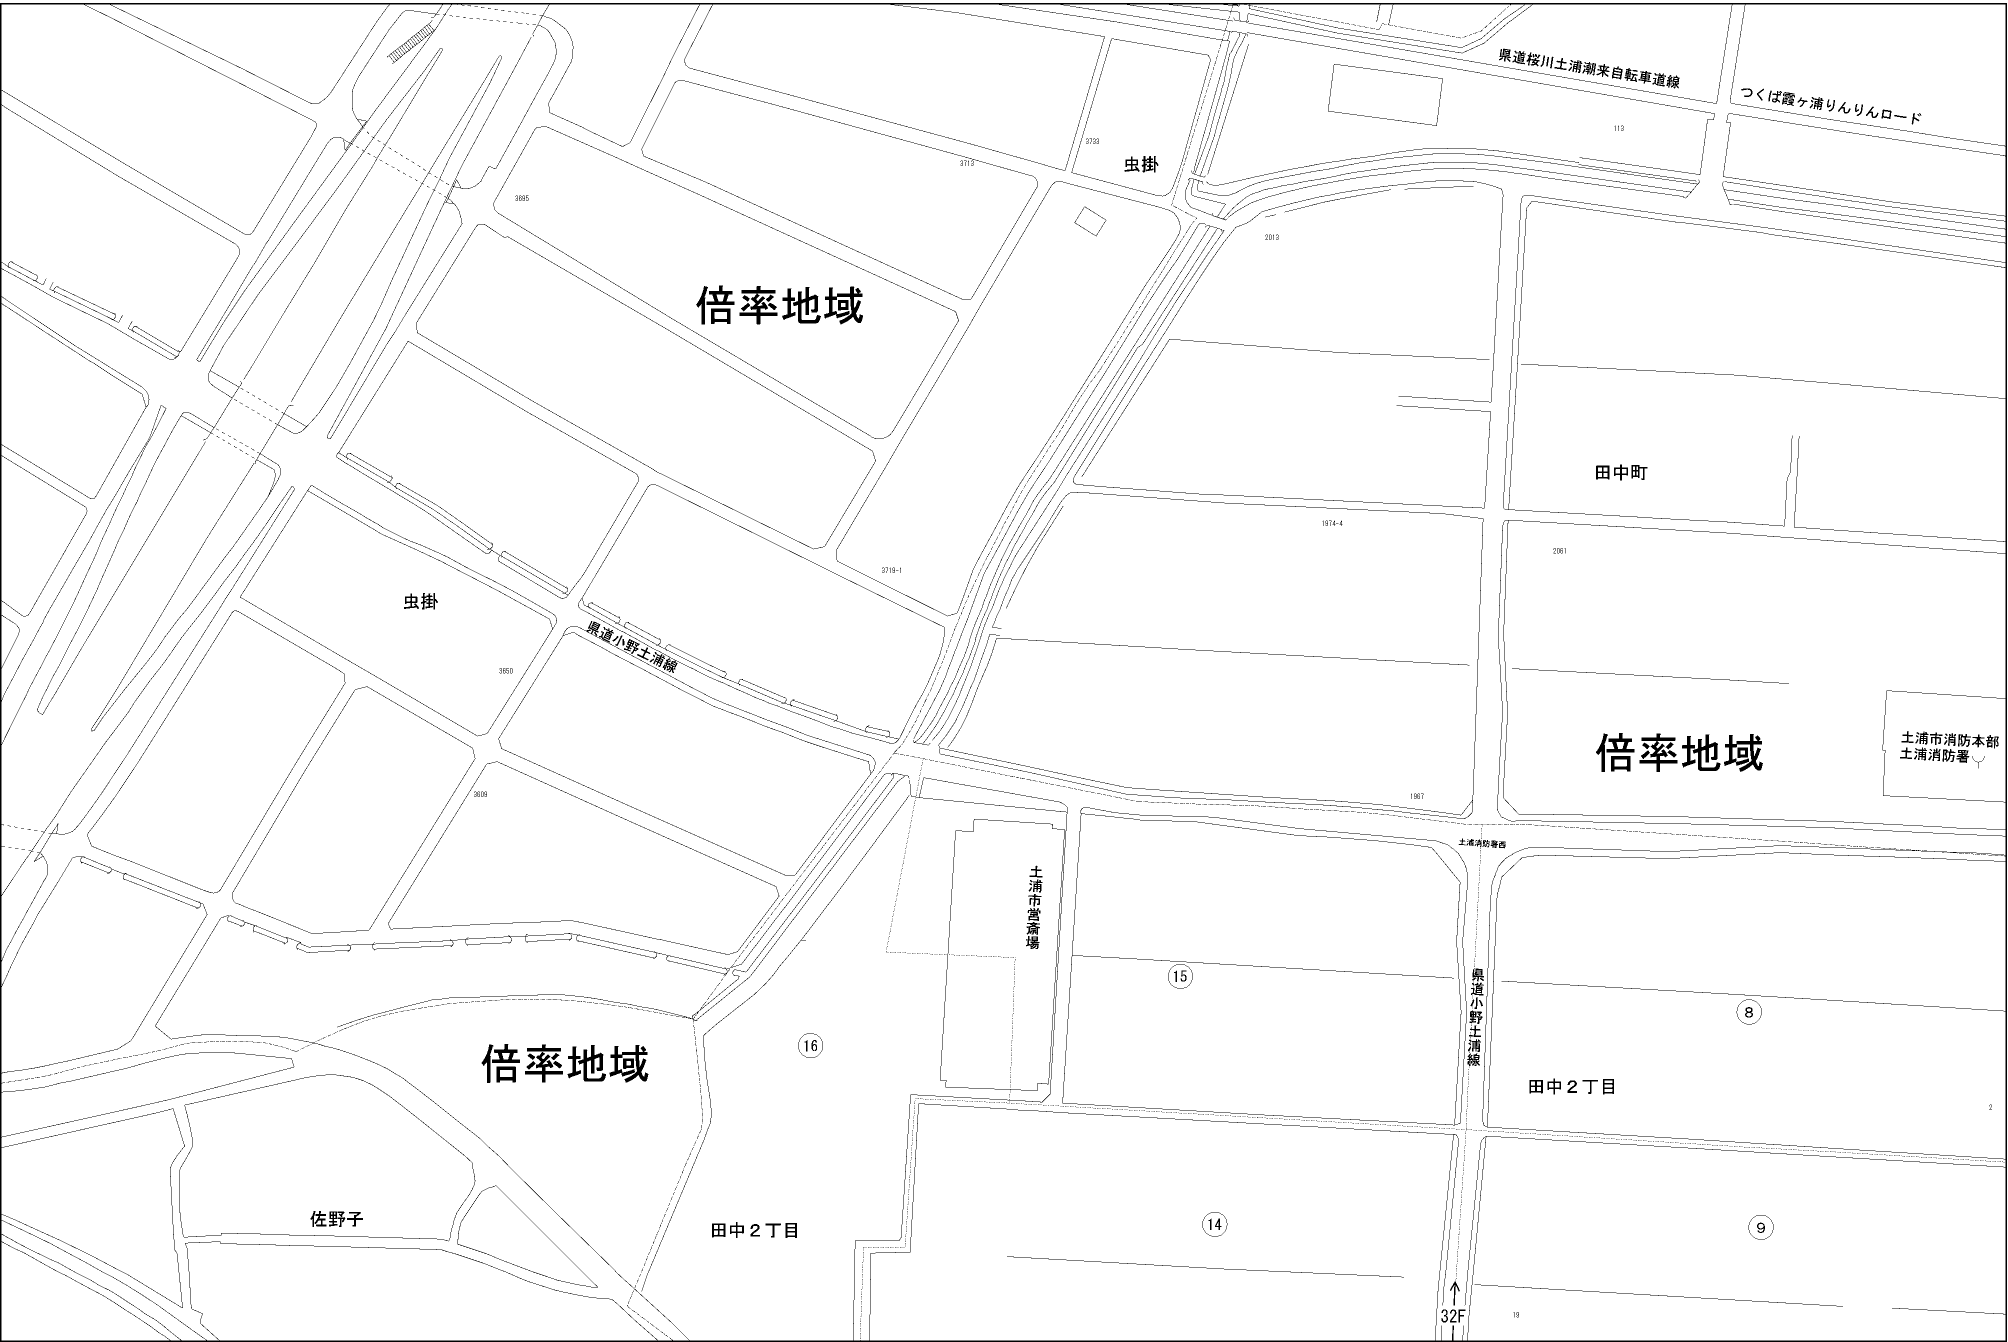 県道桜川土浦潮来自転車道線
つくば霞ヶ浦りんりんロード
113
3733
虫掛
3713
3695
2013
倍率地域
田中町
1974-4
2061
3719-1
虫掛
県道小野土浦線
3650
倍率地域
土浦市消防本部
土浦消防署
3609
1967
土浦消防署西
土浦市営斎場
15
県道小野土浦線
8
16
倍率地域
田中２丁目
2
佐野子
田中２丁目
14
9
32F
19